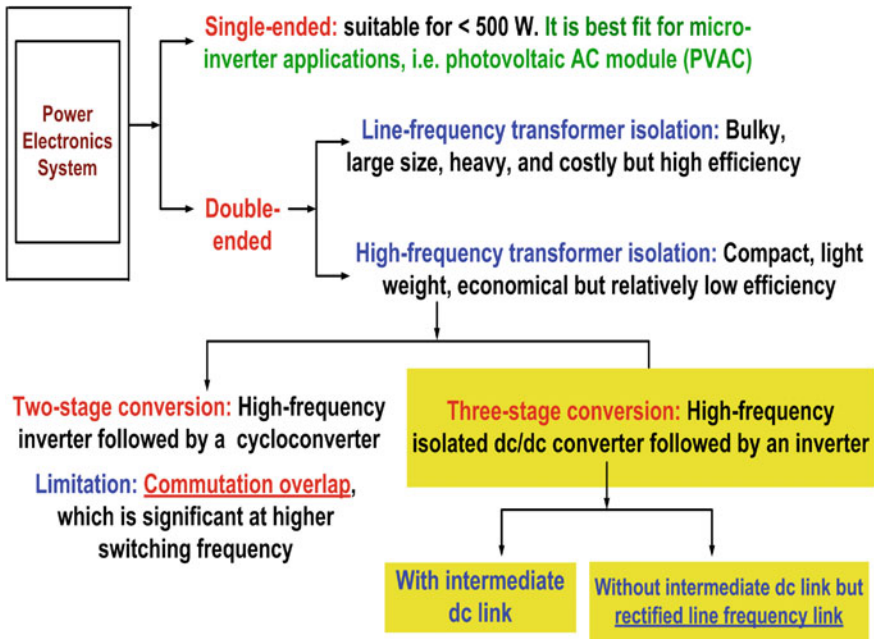 Power
Electronics
System
Single-ended: suitable for < 500 W. It is best fit for micro-
inverter applications, i.e. photovoltaic AC module (PVAC)
Double-
ended
Line-frequency transformer isolation: Bulky,
large size, heavy, and costly but high efficiency
High-frequency transformer isolation: Compact, light
weight, economical but relatively low efficiency
Two-stage conversion: High-frequency
inverter followed by a cycloconverter
Limitation: Commutation overlap,
which is significant at higher
switching frequency
Three-stage conversion: High-frequency
isolated dc/dc converter followed by an inverter
With intermediate
dc link
Without intermediate dc link but
rectified line frequency link